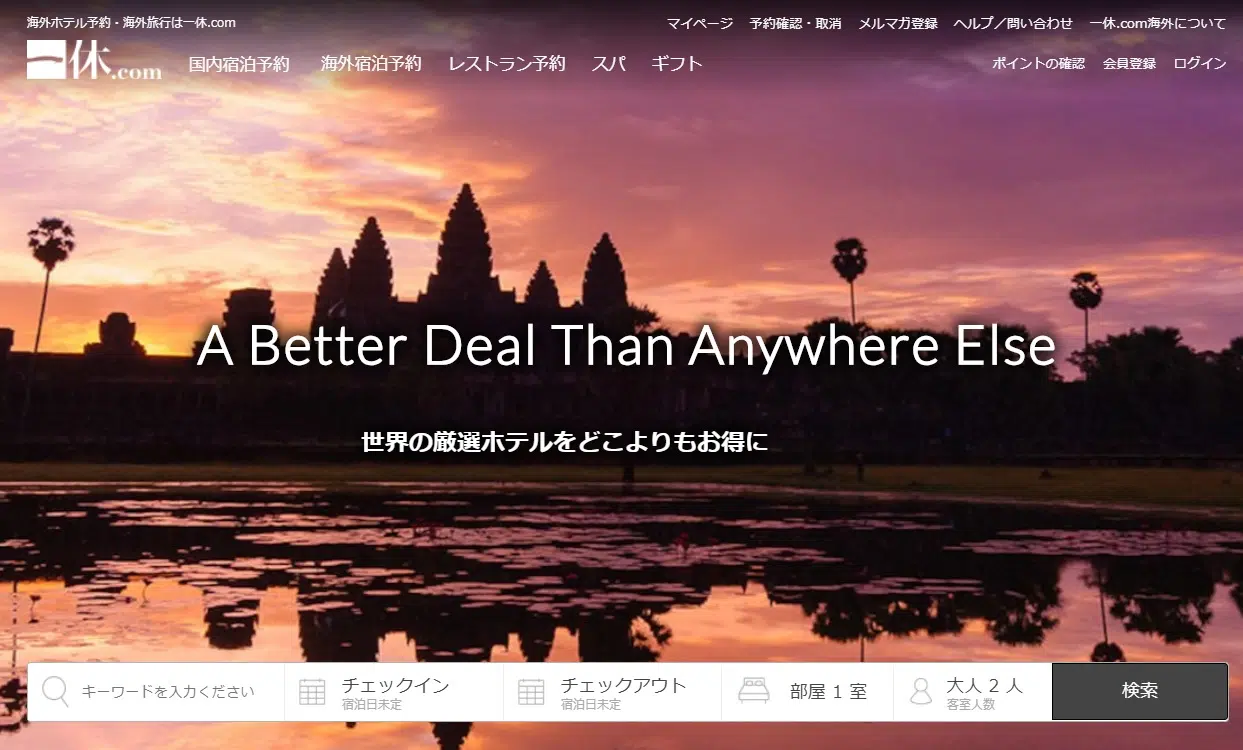 海外ホテル予約・海外旅行は一休.com
マイページ 予約確認・取消 メルマガ登録 ヘルプ／問い合わせ 一休.com海外について
一休.com 国内宿泊予約 海外宿泊予約 レストラン予約 スパ ギフト ポイントの確認 会員登録 ログイン
A Better Deal Than Anywhere Else
世界の厳選ホテルをどこよりもお得に
キーワードを入力ください
チェックイン
宿泊日未定
チェックアウト
宿泊日未定
部屋 1 室
大人 2 人
客室人数
検索